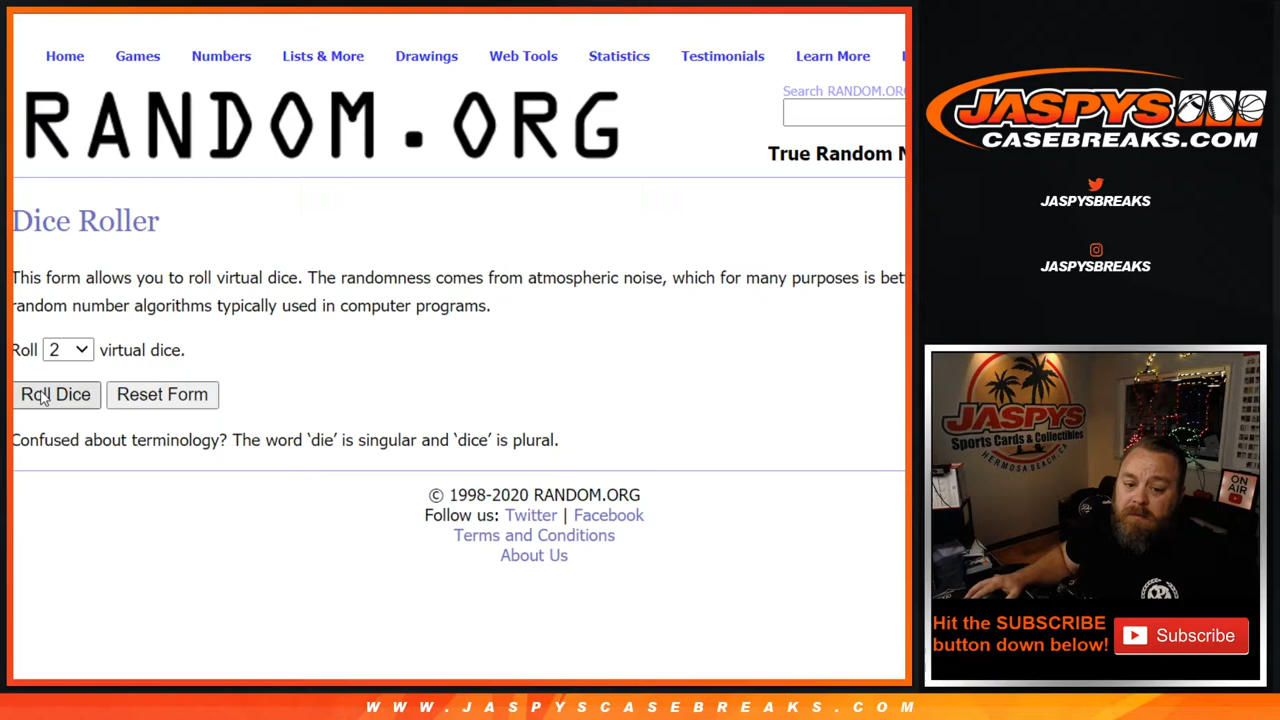 Home Games Numbers Lists & More Drawings Web Tools Statistics Testimonials Learn More
Search RANDOM.OR
RANDOM.ORG
True Random N
Dice Roller
This form allows you to roll virtual dice. The randomness comes from atmospheric noise, which for many purposes is bet
random number algorithms typically used in computer programs.
Roll 2 virtual dice.
Roll Dice Reset Form
Confused about terminology? The word 'die' is singular and 'dice' is plural.
© 1998-2020 RANDOM.ORG
Follow us: Twitter | Facebook
Terms and Conditions
About Us
JASPYS
CASEBREAKS.COM
JASPYSBREAKS
JASPYSBREAKS
JASPYS
Sports Cards & Collectibles
HERMOSA BEACH, CA
ON
AIR
Hit the SUBSCRIBE
button down below!
Subscribe
WWW.JASPYSCASEBREAKS.COM